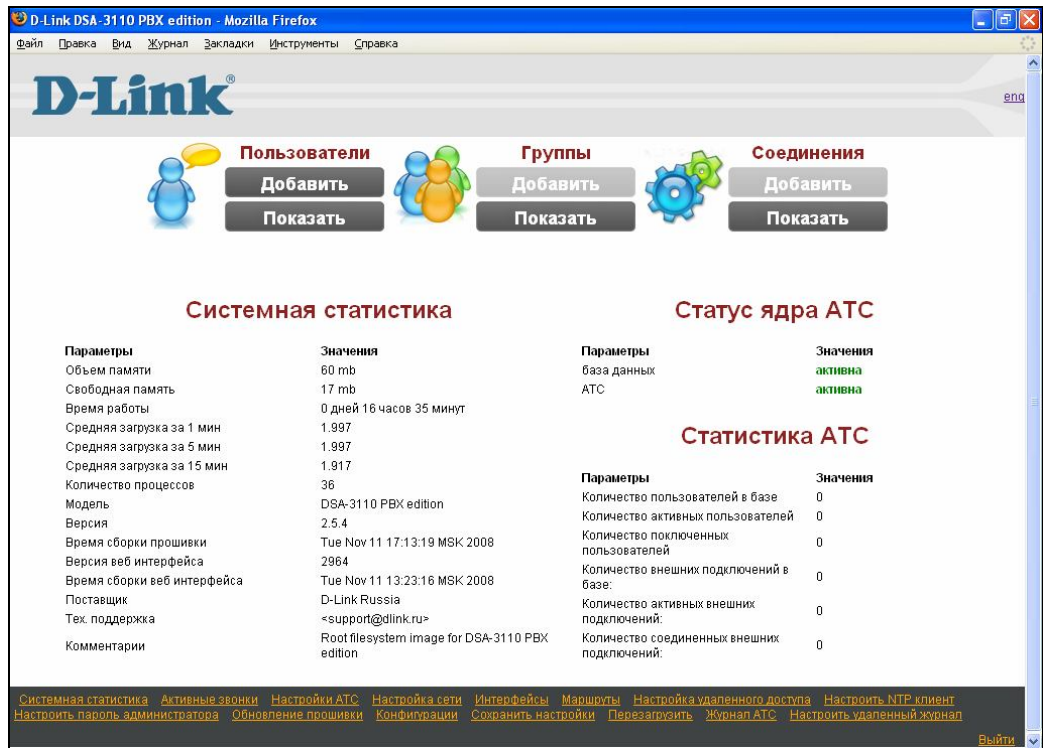 D-Link DSA-3110 PBX edition - Mozilla Firefox
Файл Правка Вид Журнал Закладки Инструменты Справка
D-Link®
eng
Пользователи Группы Соединения
Добавить Добавить Добавить
Показать Показать Показать
Системная статистика
Параметры Значения
Объем памяти 60 mb
Свободная память 17 mb
Время работы 0 дней 16 часов 35 минут
Средняя загрузка за 1 мин 1.997
Средняя загрузка за 5 мин 1.997
Средняя загрузка за 15 мин 1.917
Количество процессов 36
Модель DSA-3110 PBX edition
Версия 2.5.4
Время сборки прошивки Tue Nov 11 17:13:19 MSK 2008
Версия веб интерфейса 2964
Время сборки веб интерфейса Tue Nov 11 13:23:16 MSK 2008
Поставщик D-Link Russia
Тех. поддержка <support@dlink.ru>
Комментарии Root filesystem image for DSA-3110 PBX
edition
Статус ядра АТС
Параметры Значения
база данных активна
АТС активна
Статистика АТС
Параметры Значения
Количество пользователей в базе 0
Количество активных пользователей 0
Количество поключенных
пользователей 0
Количество внешних подключений в
базе: 0
Количество активных внешних
подключений: 0
Количество соединенных внешних
подключений: 0
Системная статистика Активные звонки Настройки АТС Настройка сети Интерфейсы Маршруты Настройка удаленного доступа Настроить NTP клиент
Настроить пароль администратора Обновление прошивки Конфигурации Сохранить настройки Перезагрузить Журнал АТС Настроить удаленный журнал
Выйти